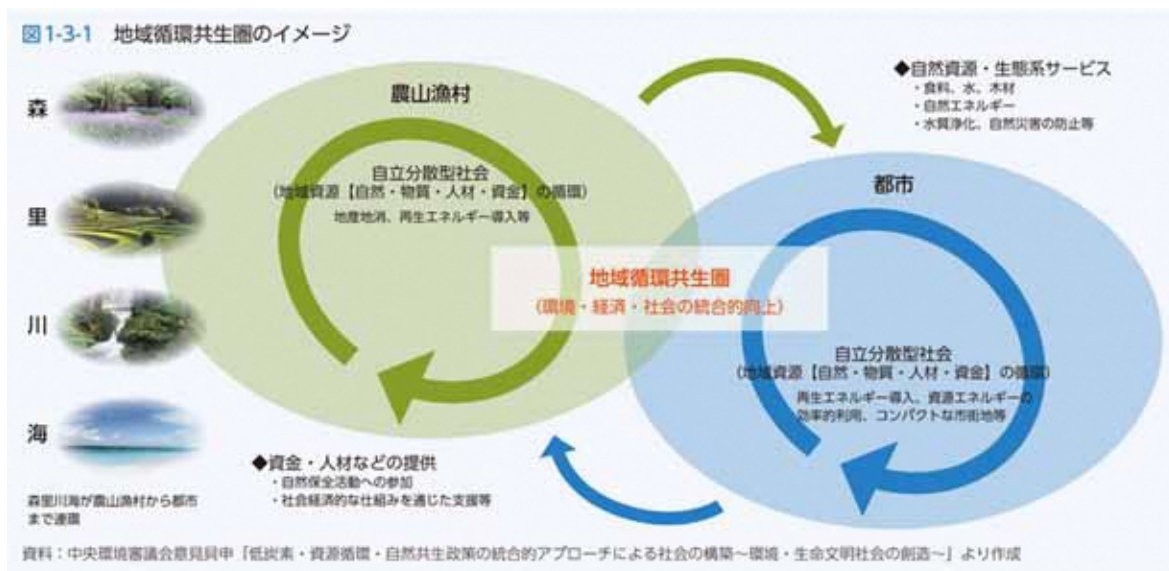 図1-3-1 地域循環共生圏のイメージ
森
里
川
海
森里川海が農山漁村から都市
まで連環
農山漁村
自立分散型社会
(地域資源【自然・物質・人材・資金】の循環)
地産地消、再生エネルギー導入等
◆自然資源・生態系サービス
・食料、水、木材
・自然エネルギー
・水質浄化、自然災害の防止等
都市
地域循環共生圏
(環境・経済・社会の統合的向上)
自立分散型社会
(地域資源【自然・物質・人材・資金】の循環)
再生エネルギー導入、資源エネルギーの
効率的利用、コンパクトな市街地等
◆資金・人材などの提供
・自然保全活動への参加
・社会経済的な仕組みを通じた支援等
資料：中央環境審議会意見具申「低炭素・資源循環・自然共生政策の統合的アプローチによる社会の構築～環境・生命文明社会の創造～」より作成